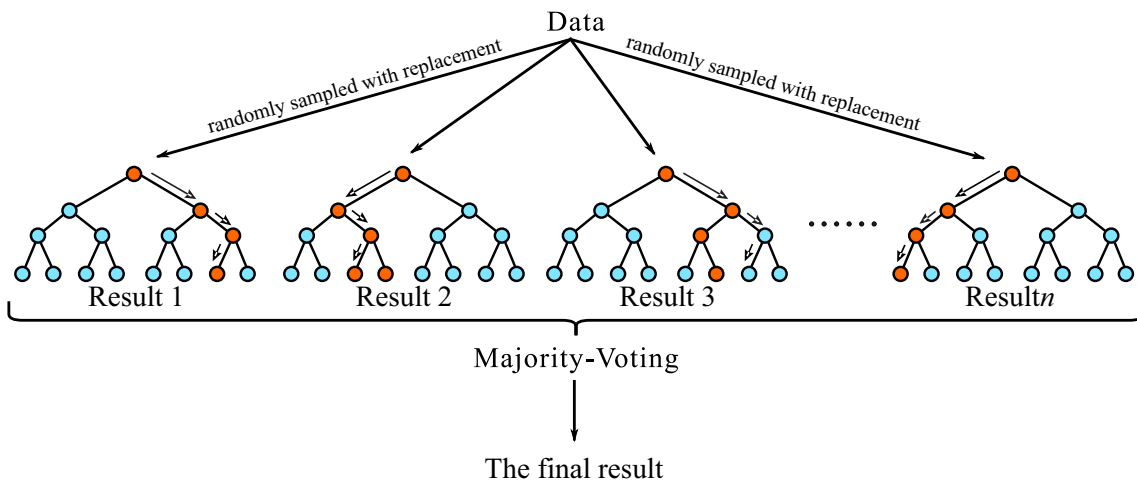 Data
randomly sampled with replacement
randomly sampled with replacement
Result 1
Result 2
Result 3
......
Resultn
Majority-Voting
The final result